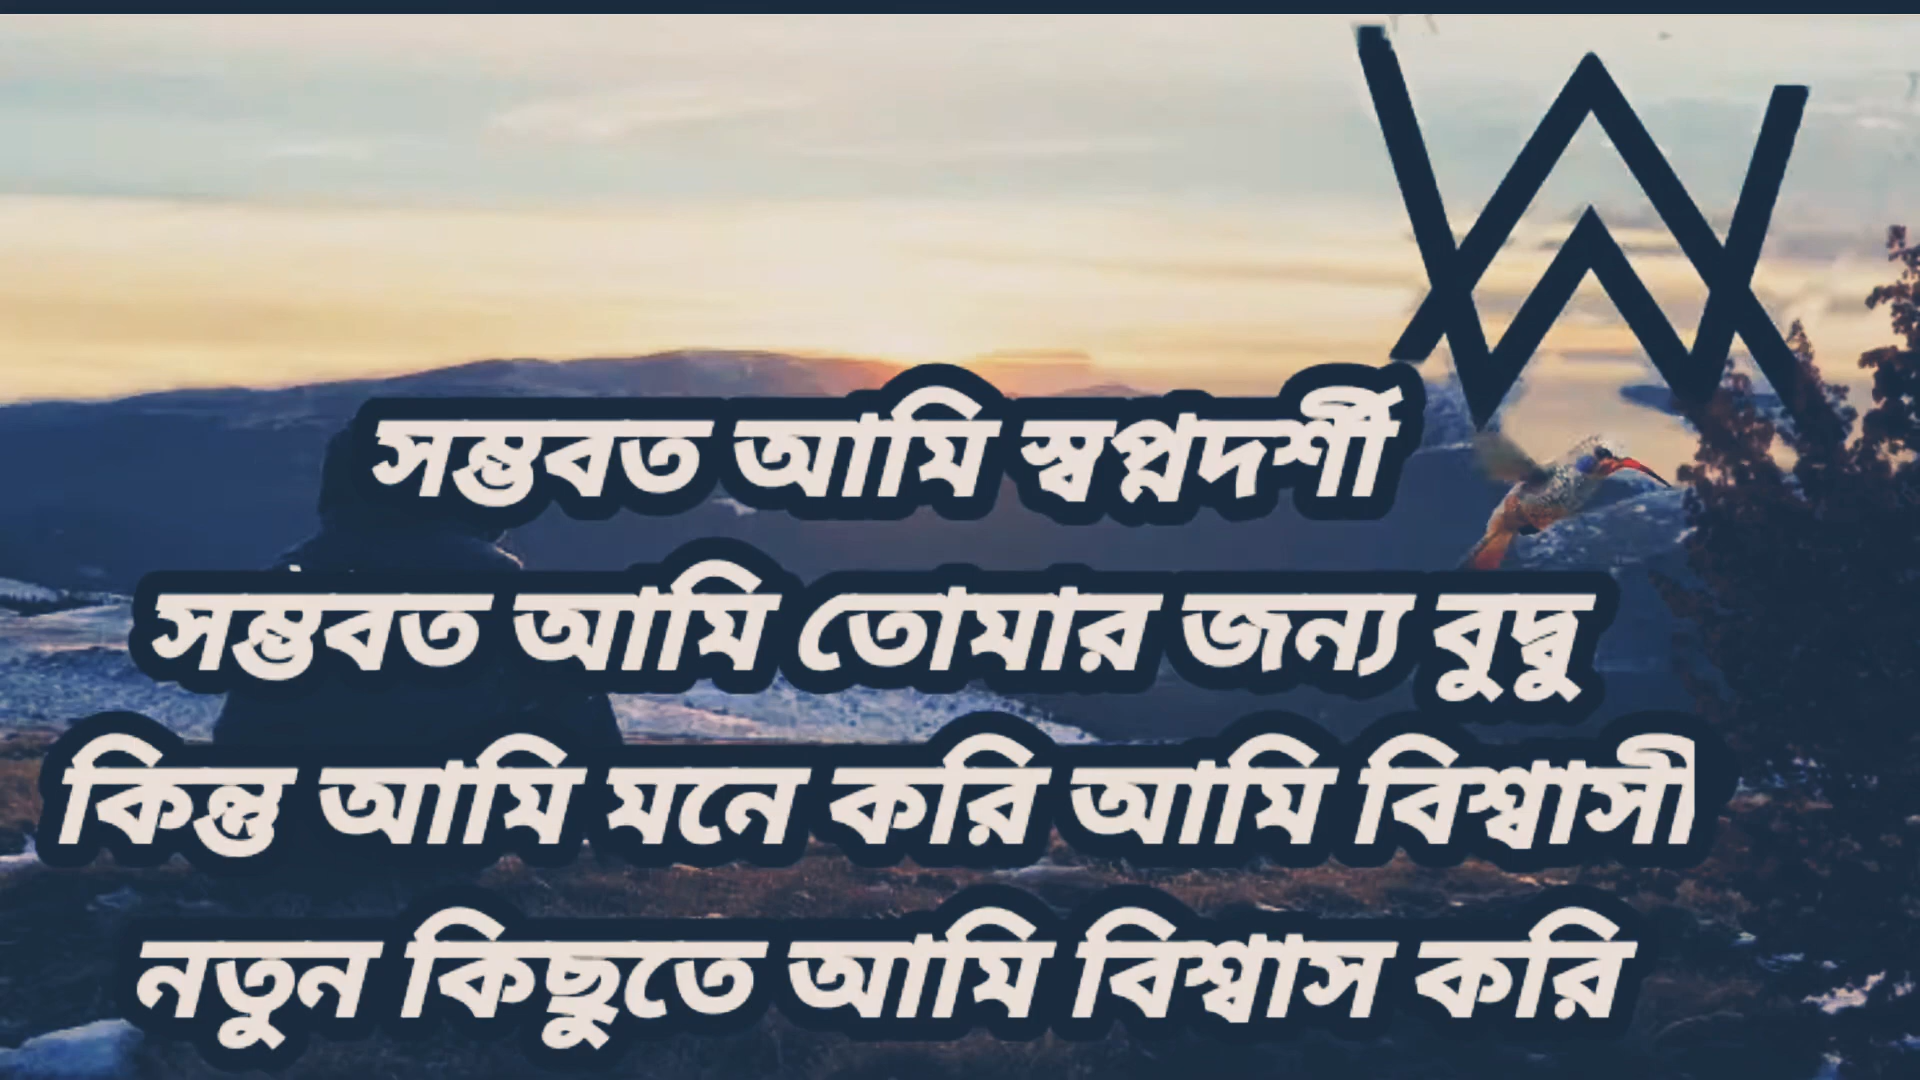 সম্ভবত আমি স্বপ্নদর্শী
সম্ভবত আমি তোমার জন্য বুদ্বু
কিন্তু আমি মনে করি আমি বিশ্বাসী
নতুন কিছুতে আমি বিশ্বাস করি